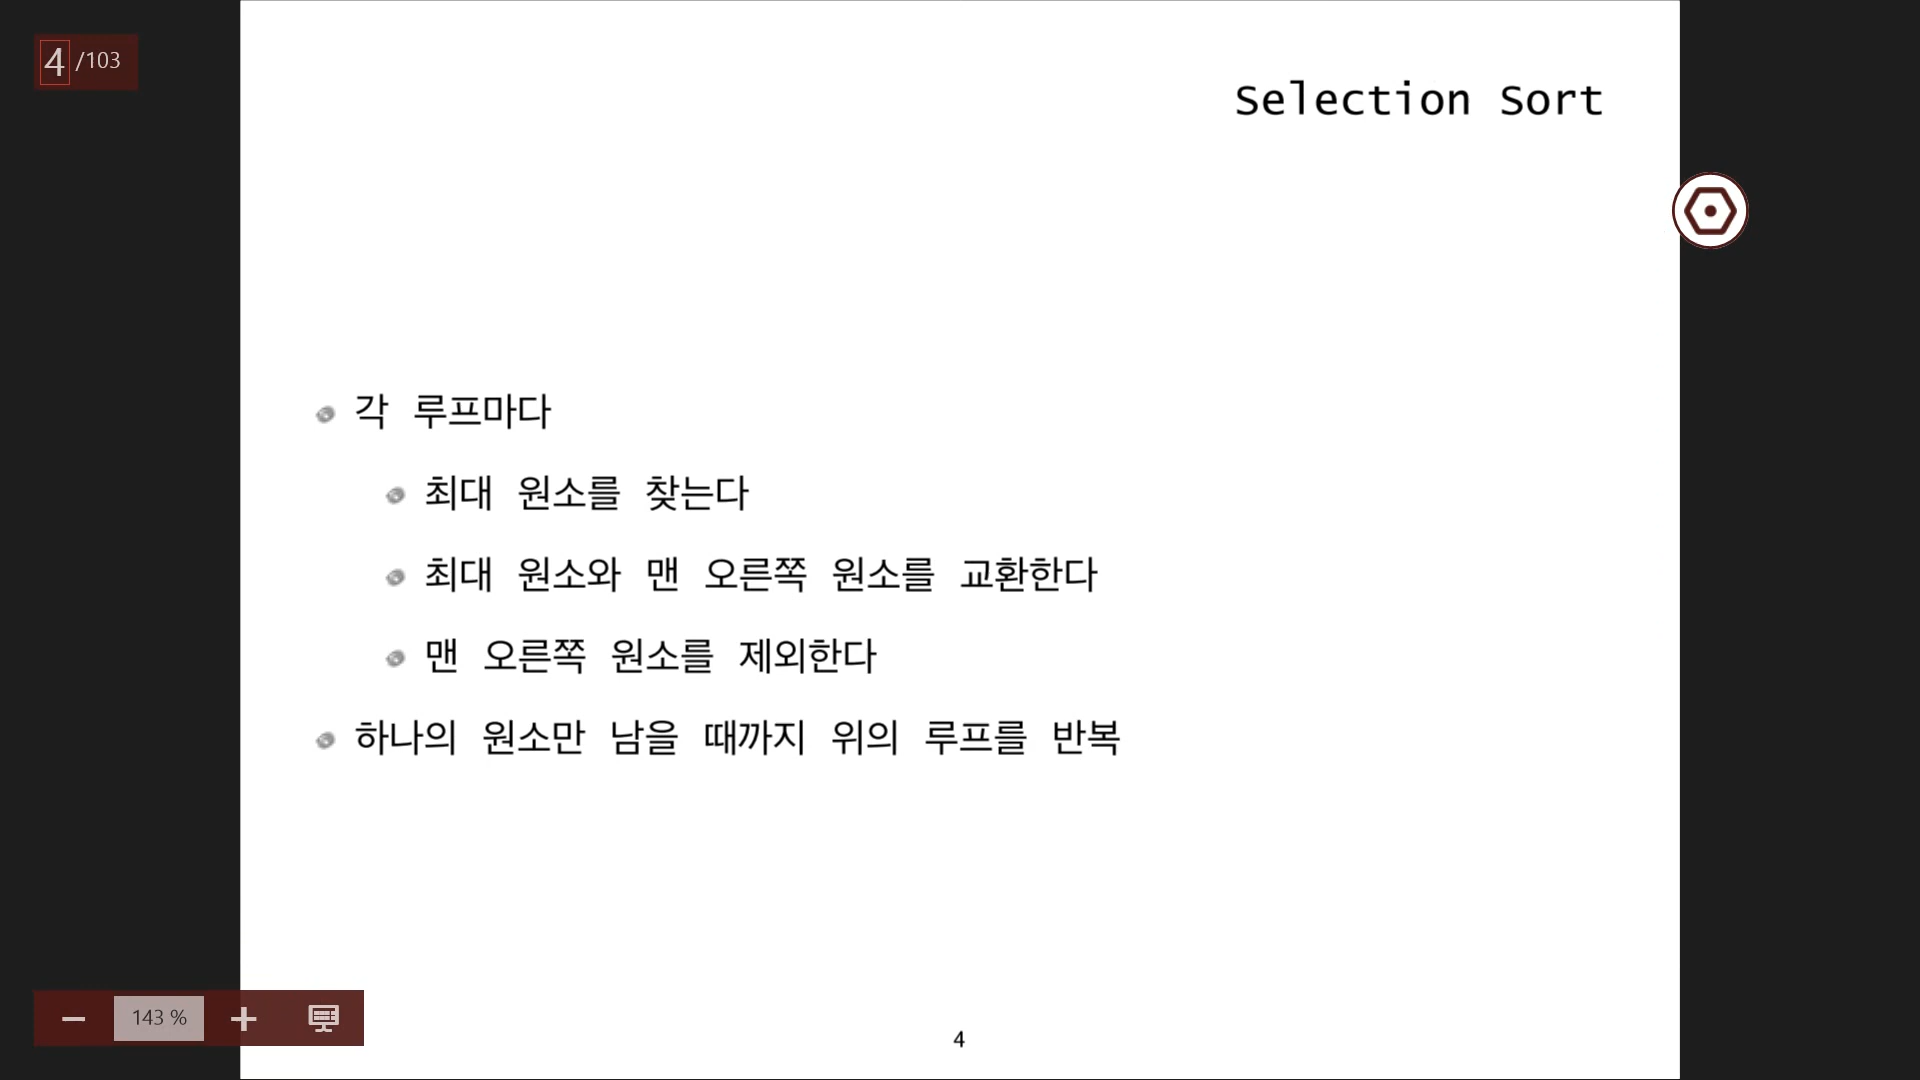 4 /103
Selection Sort
각 루프마다
최대 원소를 찾는다
최대 원소와 맨 오른쪽 원소를 교환한다
맨 오른쪽 원소를 제외한다
하나의 원소만 남을 때까지 위의 루프를 반복
143 %
4